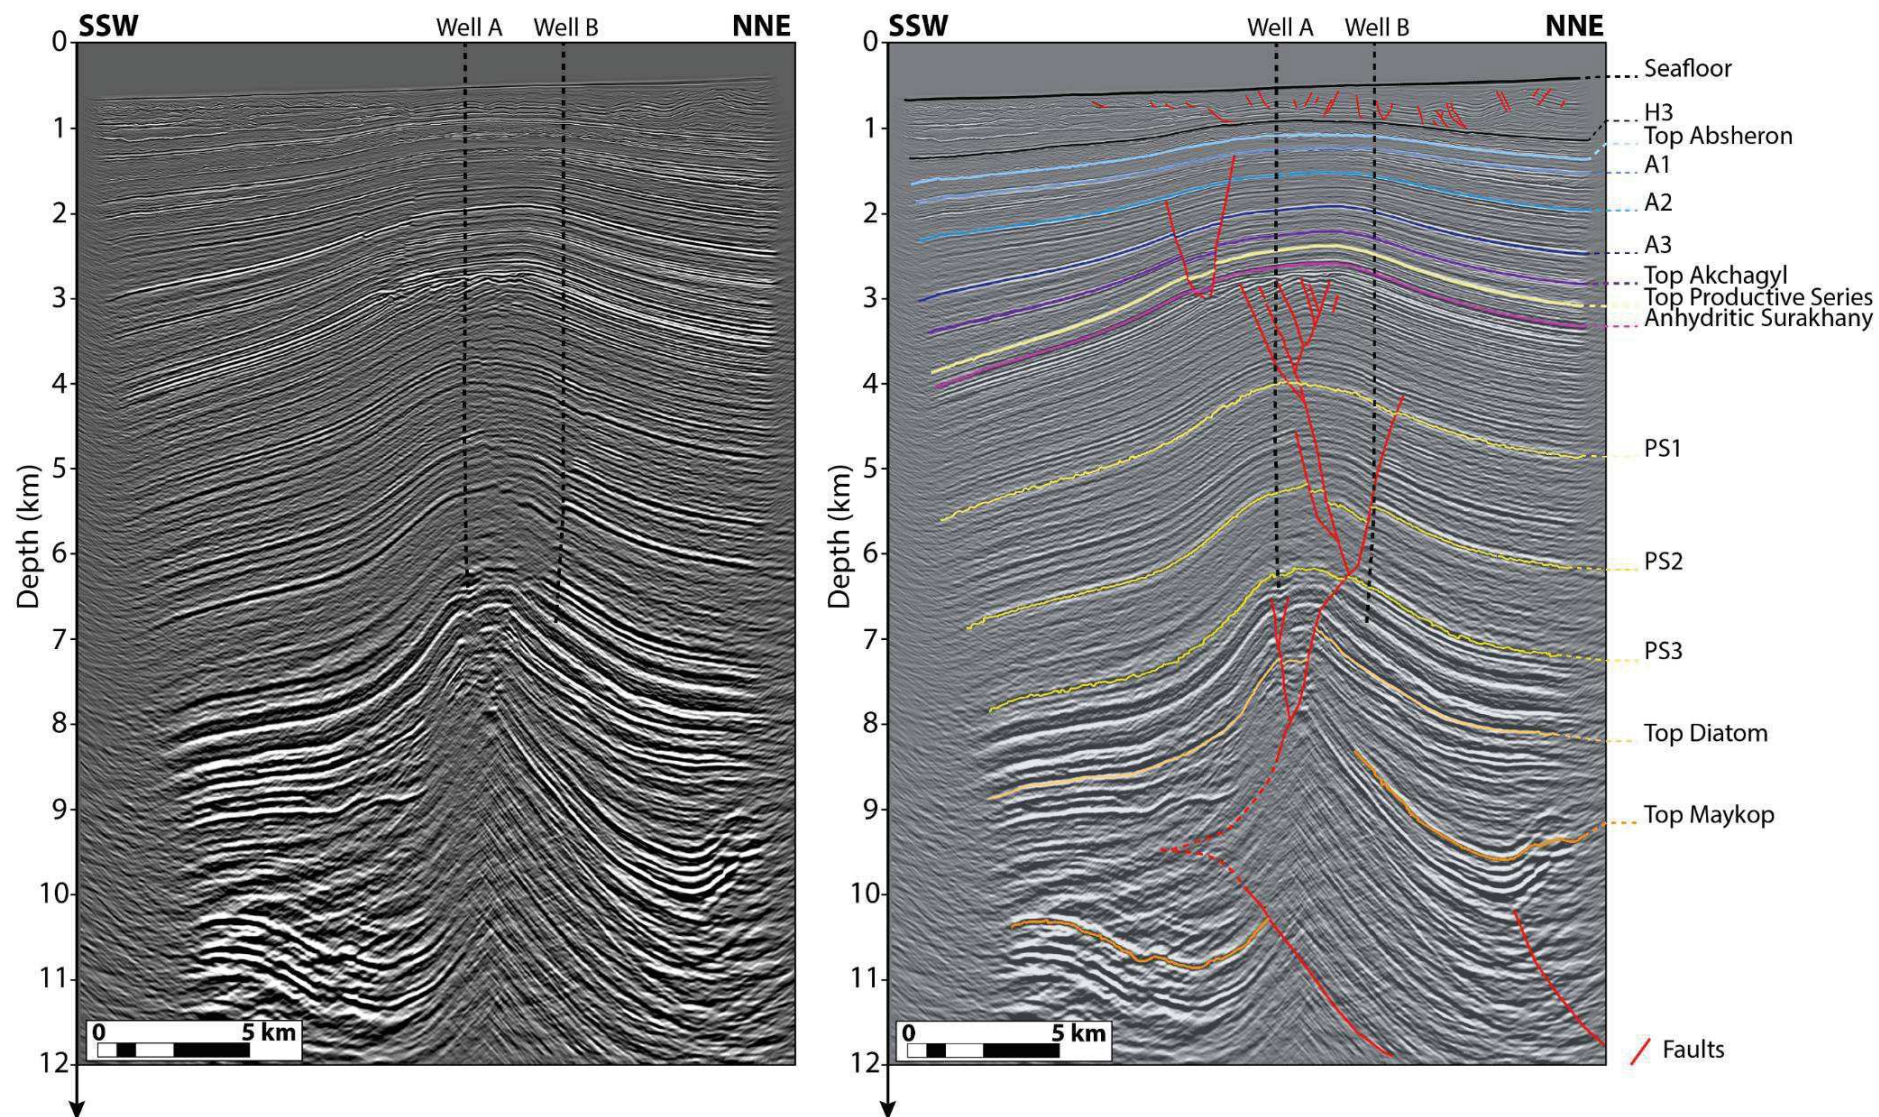 SSW Well A Well B NNE
0
1
2
3
4
5
6
7
8
9
10
11
12
Depth (km)
0 5 km
SSW Well A Well B NNE
0
1
2
3
4
5
6
7
8
9
10
11
12
Depth (km)
0 5 km
Seafloor
H3
Top Absheron
A1
A2
A3
Top Akchagyl
Top Productive Series
Anhydritic Surakhany
PS1
PS2
PS3
Top Diatom
Top Maykop
Faults